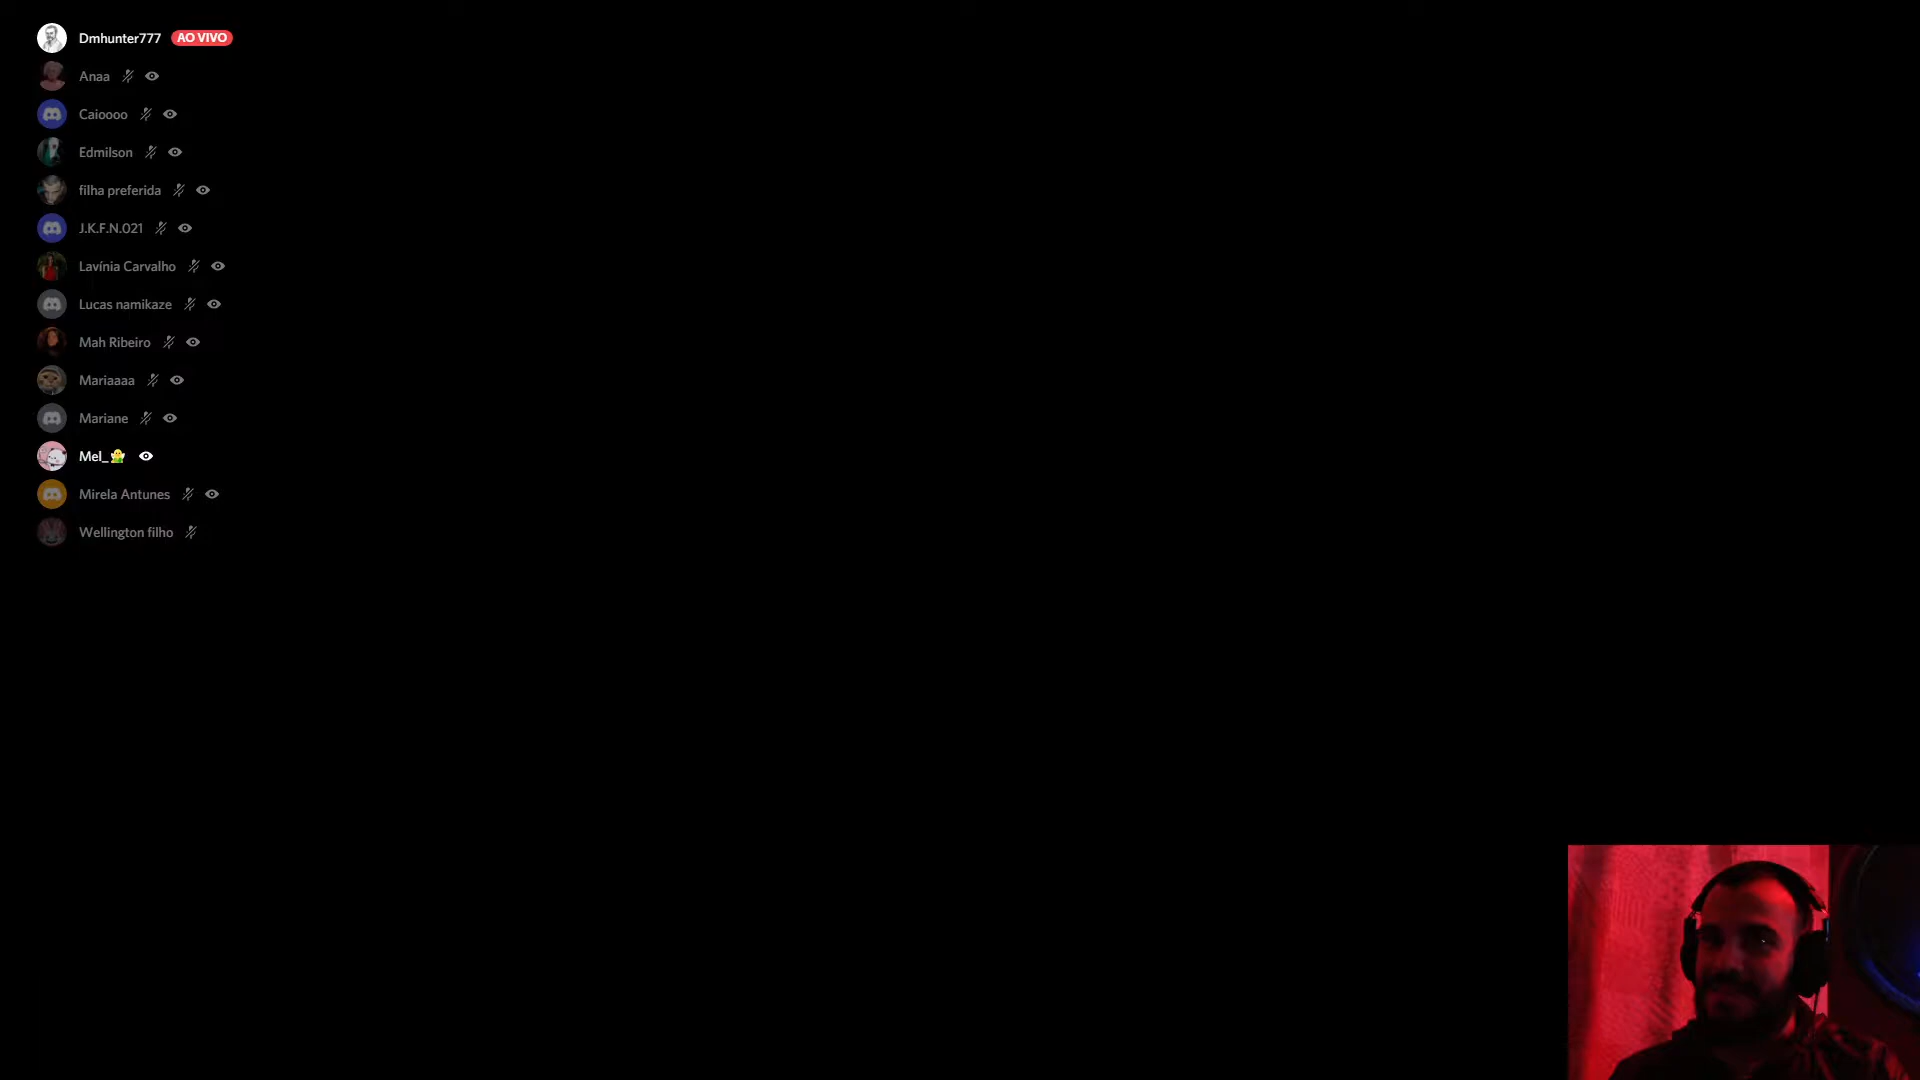 Dmhunter777 AO VIVO
Anaa
Caioooo
Edmilson
filha preferida
J.K.F.N.021
Lavínia Carvalho
Lucas namikaze
Mah Ribeiro
Mariaaaa
Mariane
Mel_
Mirela Antunes
Wellington filho